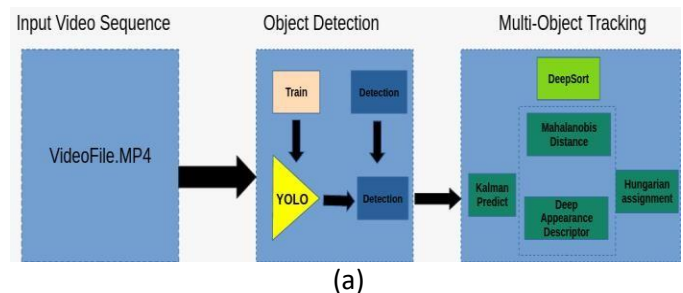 Input Video Sequence
Object Detection
Multi-Object Tracking
VideoFile.MP4
Train
Detection
YOLO
Detection
DeepSort
Mahalanobis
Distance
Kalman
Predict
Deep
Appearance
Descriptor
Hungarian
assignment
(a)